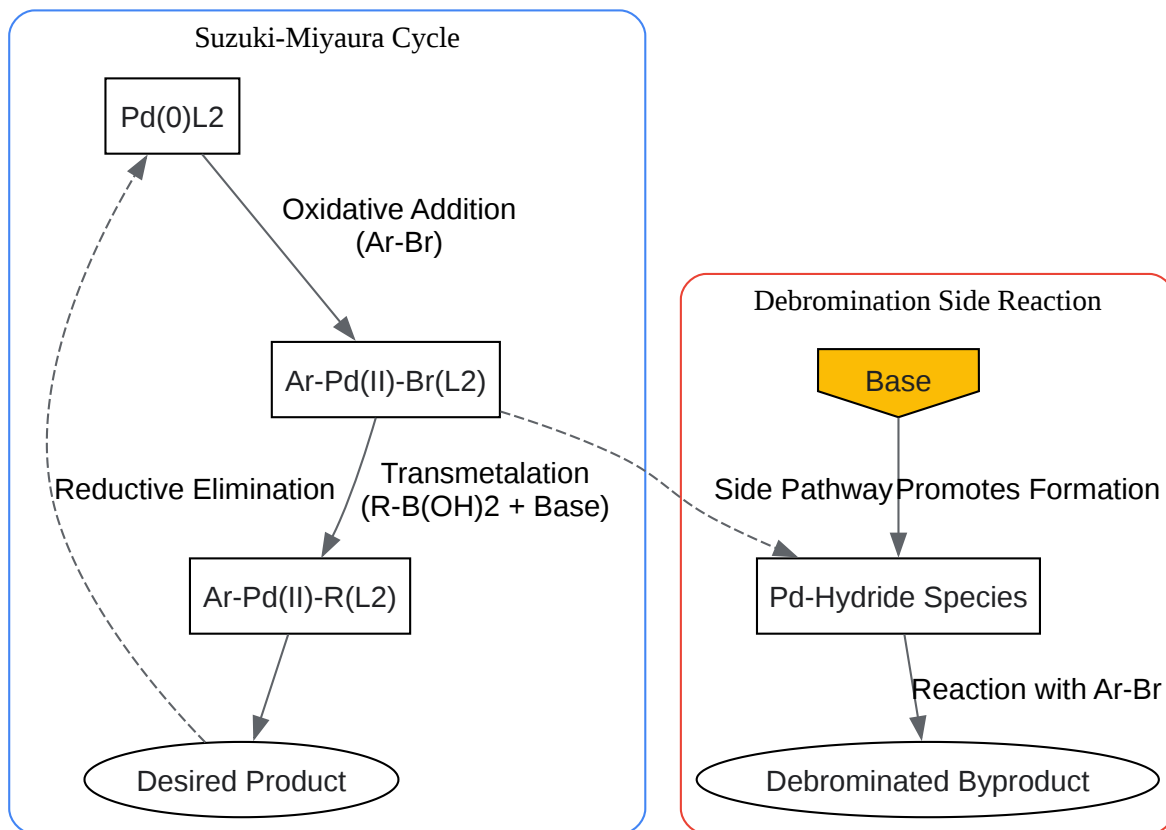 Suzuki-Miyaura Cycle
Pd(0)L2
Oxidative Addition
(Ar-Br)
Ar-Pd(II)-Br(L2)
Reductive Elimination
Transmetalation
(R-B(OH)2 + Base)
Ar-Pd(II)-R(L2)
Desired Product
Debromination Side Reaction
Base
Side Pathway
Promotes Formation
Pd-Hydride Species
Reaction with Ar-Br
Debrominated Byproduct